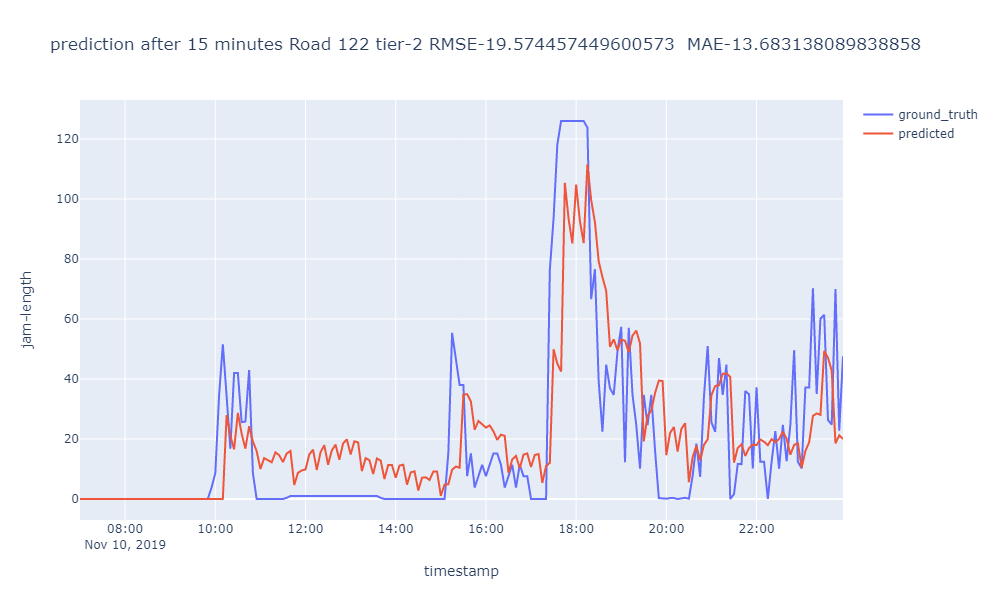 prediction after 15 minutes Road 122 tier-2 RMSE-19.574457449600573  MAE-13.683138089838858
ground_truth
predicted
120
100
80
60
40
20
0
jam-length
08:00 10:00 12:00 14:00 16:00 18:00 20:00 22:00
Nov 10, 2019
timestamp